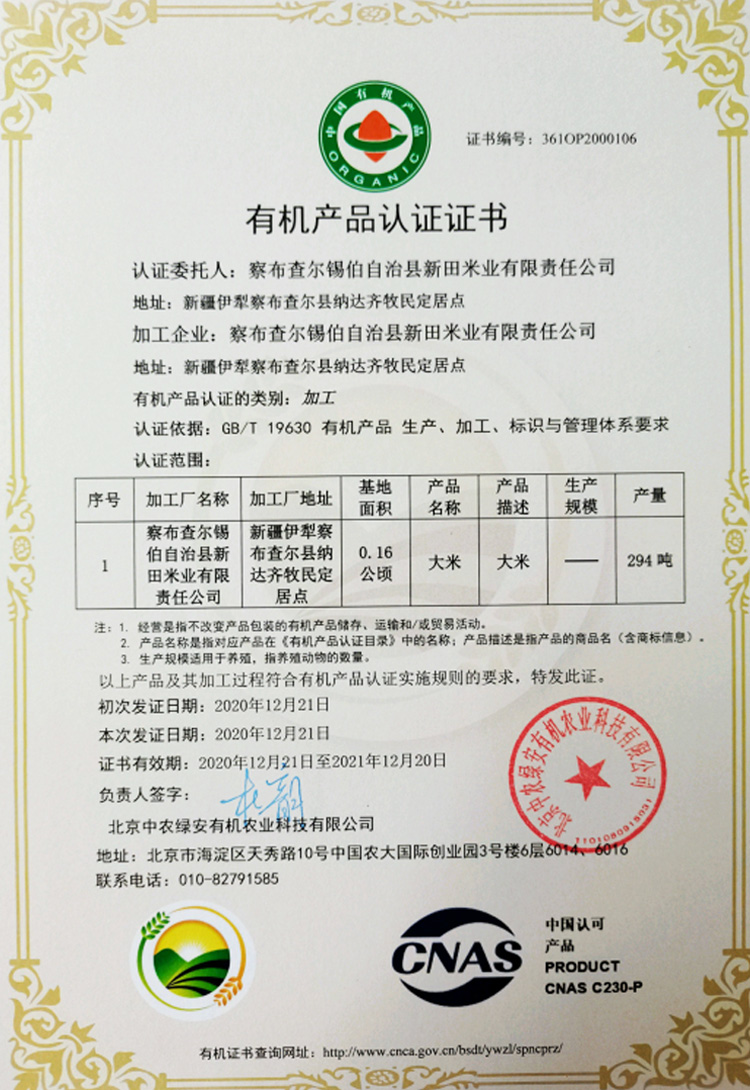 中国有机产品
ORGANIC
证书编号：361OP2000106
有机产品认证证书
认证委托人：察布查尔锡伯自治县新田米业有限责任公司
地址：新疆伊犁察布查尔县纳达齐牧民定居点
加工企业：察布查尔锡伯自治县新田米业有限责任公司
地址：新疆伊犁察布查尔县纳达齐牧民定居点
有机产品认证的类别：加工
认证依据：GB/T 19630 有机产品 生产、加工、标识与管理体系要求
认证范围：
序号 加工厂名称 加工厂地址 基地面积 产品名称 产品描述 生产规模 产量
1 察布查尔锡伯自治县新田米业有限责任公司 新疆伊犁察布查尔县纳达齐牧民定居点 0.16公顷 大米 大米 —— 294吨
注：1. 经营是指不改变产品包装的有机产品储存、运输和/或贸易活动。
2. 产品名称是指对应产品在《有机产品认证目录》中的名称；产品描述是指产品的商品名（含商标信息）。
3. 生产规模适用于养殖，指养殖动物的数量。
以上产品及其加工过程符合有机产品认证实施规则的要求，特发此证。
初次发证日期：2020年12月21日
本次发证日期：2020年12月21日
证书有效期：2020年12月21日至2021年12月20日
负责人签字：
北京中农绿安有机农业科技有限公司
地址：北京市海淀区天秀路10号中国农大国际创业园3号楼6层6014、6016
联系电话：010-82791585
北京中农绿安有机农业科技有限公司
CNAS
中国认可
产品
PRODUCT
CNAS C230-P
有机证书查询网址：http://www.cnca.gov.cn/bsdt/ywzl/spncprz/